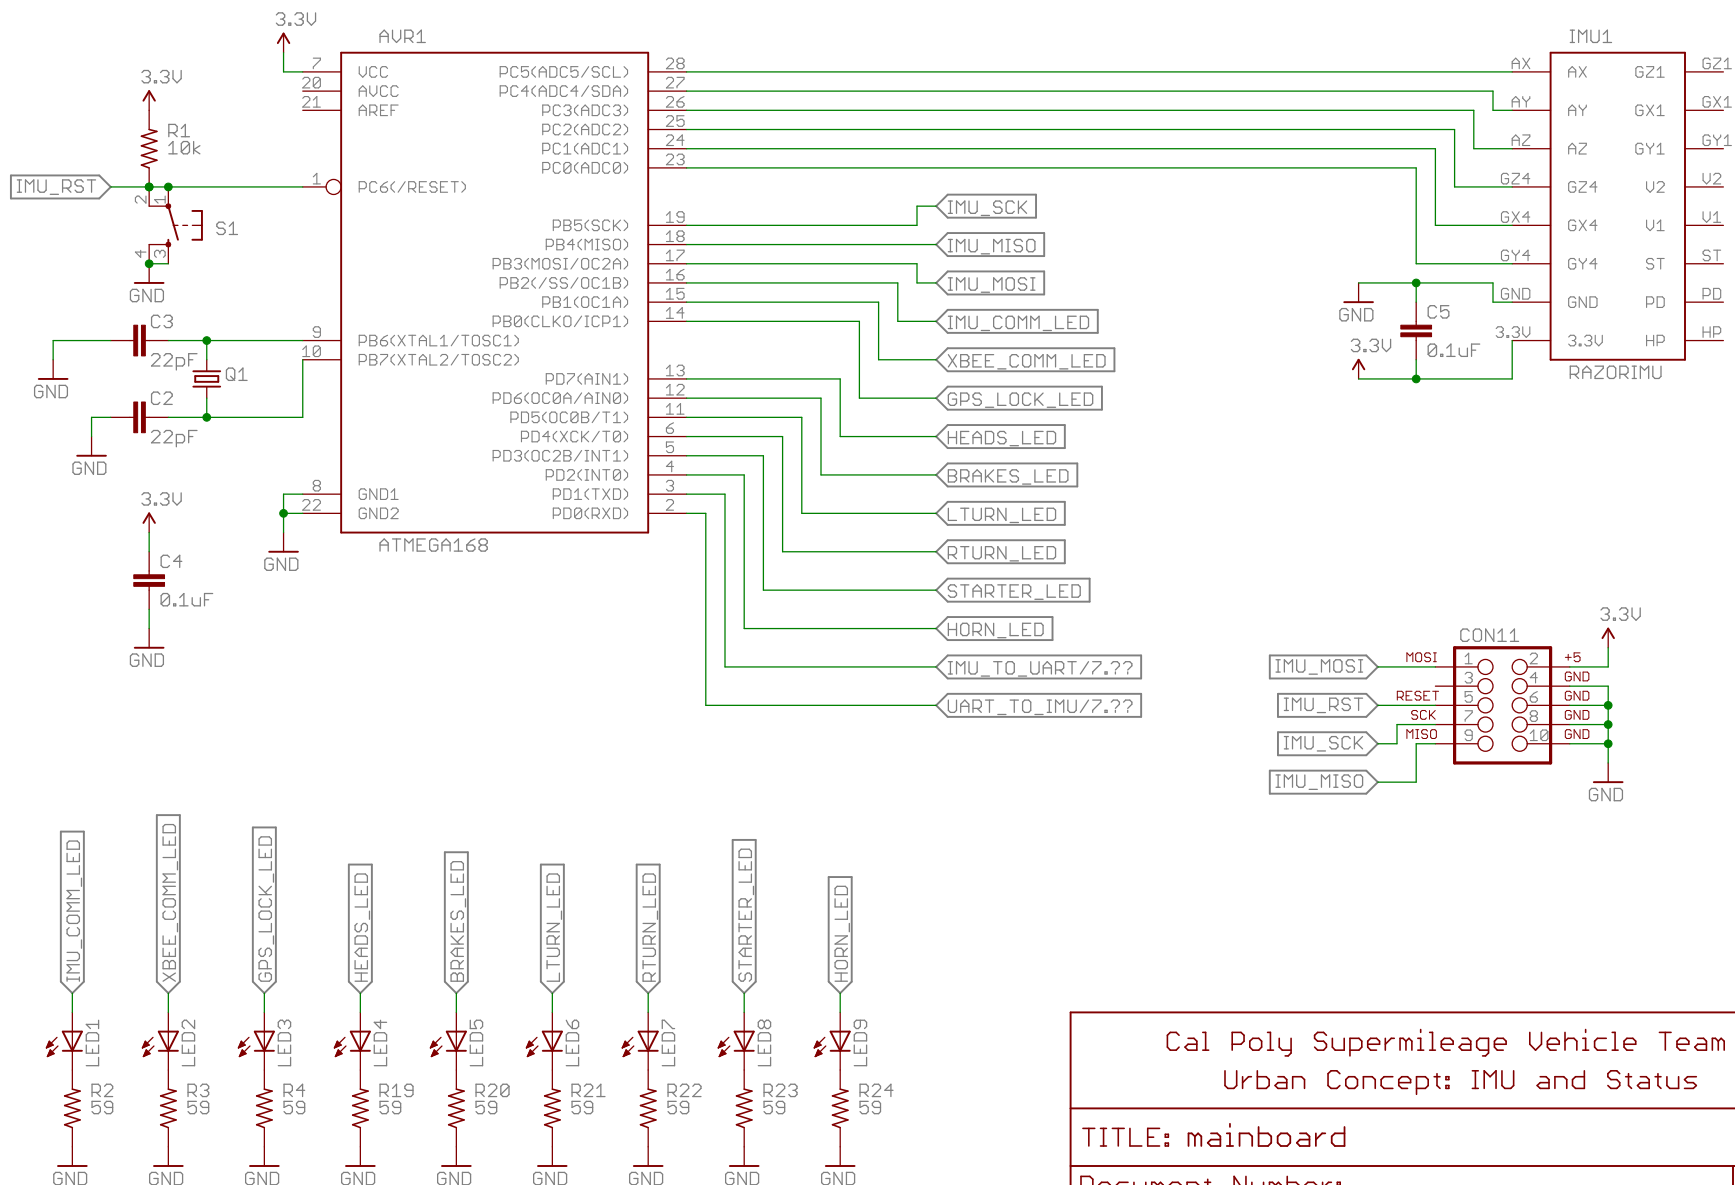 3.3V
AVR1
7 VCC
20 AVCC
21 AREF
1 PC6(/RESET)
9 PB6(XTAL1/TOSC1)
10 PB7(XTAL2/TOSC2)
8 GND1
22 GND2
PC5(ADC5/SCL) 28
PC4(ADC4/SDA) 27
PC3(ADC3) 26
PC2(ADC2) 25
PC1(ADC1) 24
PC0(ADC0) 23
PB5(SCK) 19
PB4(MISO) 18
PB3(MOSI/OC2A) 17
PB2(/SS/OC1B) 16
PB1(OC1A) 15
PB0(CLKO/ICP1) 14
PD7(AIN1) 13
PD6(OC0A/AIN0) 12
PD5(OC0B/T1) 11
PD4(XCK/T0) 6
PD3(OC2B/INT1) 5
PD2(INT0) 4
PD1(TXD) 3
PD0(RXD) 2
ATMEGA168
GND
3.3V
R1
10k
IMU_RST
2 1
S1
4 3
GND
C3
22pF
GND
Q1
C2
22pF
GND
3.3V
C4
0.1uF
GND
IMU_SCK
IMU_MISO
IMU_MOSI
IMU_COMM_LED
XBEE_COMM_LED
GPS_LOCK_LED
HEADS_LED
BRAKES_LED
LTURN_LED
RTURN_LED
STARTER_LED
HORN_LED
IMU_TO_UART/7.??
UART_TO_IMU/7.??
IMU1
AX AX GZ1 GZ1
AY AY GX1 GX1
AZ AZ GY1 GY1
GZ4 GZ4 V2 V2
GX4 GX4 V1 V1
GY4 GY4 ST ST
GND GND PD PD
3.3V 3.3V HP HP
RAZORIMU
GND
C5
0.1uF
3.3V
3.3V
CON11
IMU_MOSI MOSI 1 2 +5
3 4 GND
IMU_RST RESET 5 6 GND
SCK 7 8 GND
IMU_SCK MISO 9 10 GND
IMU_MISO
GND
IMU_COMM_LED
XBEE_COMM_LED
GPS_LOCK_LED
HEADS_LED
BRAKES_LED
LTURN_LED
RTURN_LED
STARTER_LED
HORN_LED
LED1 LED2 LED3 LED4 LED5 LED6 LED7 LED8 LED9
R2 R3 R4 R19 R20 R21 R22 R23 R24
59 59 59 59 59 59 59 59 59
GND GND GND GND GND GND GND GND GND
Cal Poly Supermileage Vehicle Team
Urban Concept: IMU and Status
TITLE: mainboard
Document Number: